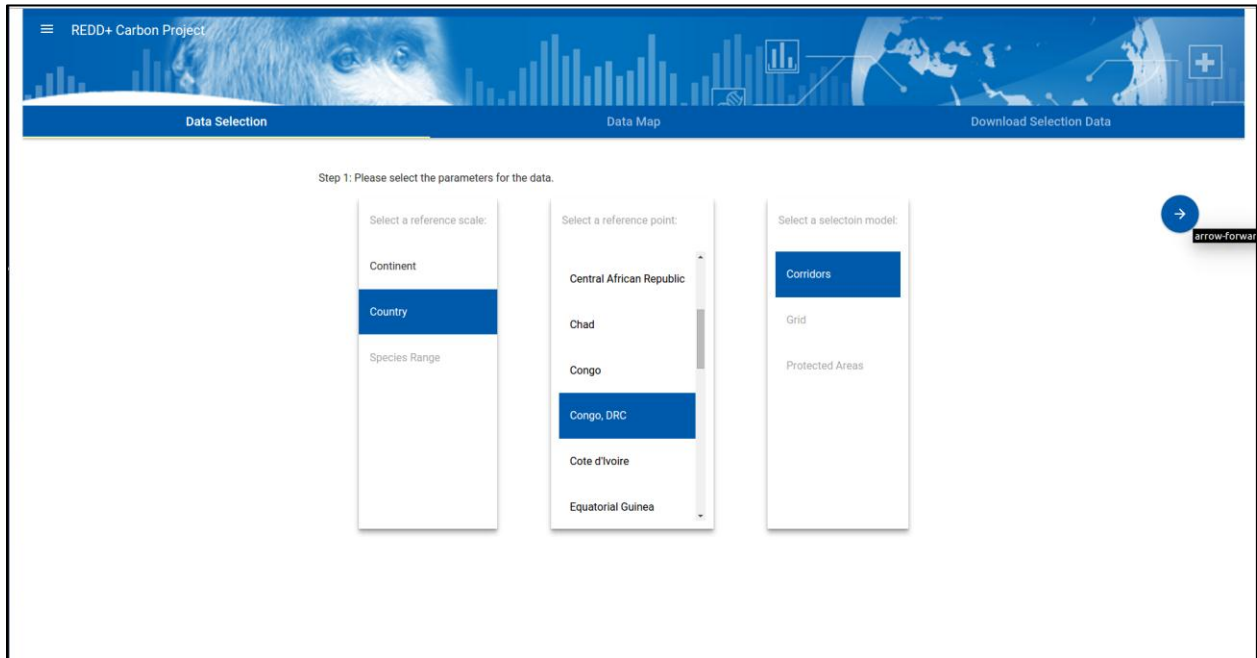 REDD+ Carbon Project
Data Selection
Data Map
Download Selection Data
Step 1: Please select the parameters for the data.
Select a reference scale:
Continent
Country
Species Range
Select a reference point:
Central African Republic
Chad
Congo
Congo, DRC
Cote d'Ivoire
Equatorial Guinea
Select a selectoin model:
Corridors
Grid
Protected Areas
arrow-forwar